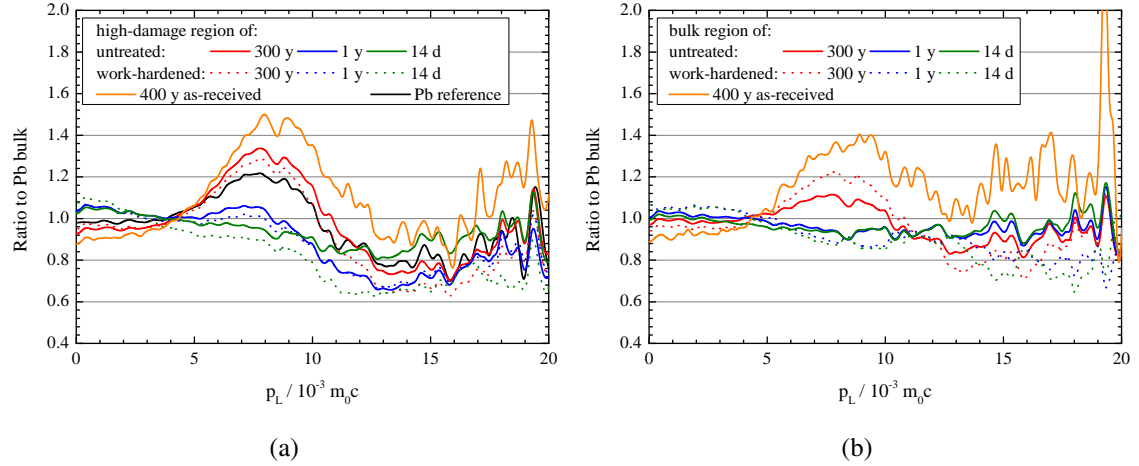 high-damage region of:
untreated: 300 y 1 y 14 d
work-hardened: 300 y 1 y 14 d
400 y as-received Pb reference
2.0
1.8
1.6
1.4
1.2
1.0
0.8
0.6
0.4
Ratio to Pb bulk
0 5 10 15 20
p_L / 10^-3 m_0c
(a)
bulk region of:
untreated: 300 y 1 y 14 d
work-hardened: 300 y 1 y 14 d
400 y as-received
2.0
1.8
1.6
1.4
1.2
1.0
0.8
0.6
0.4
Ratio to Pb bulk
0 5 10 15 20
p_L / 10^-3 m_0c
(b)